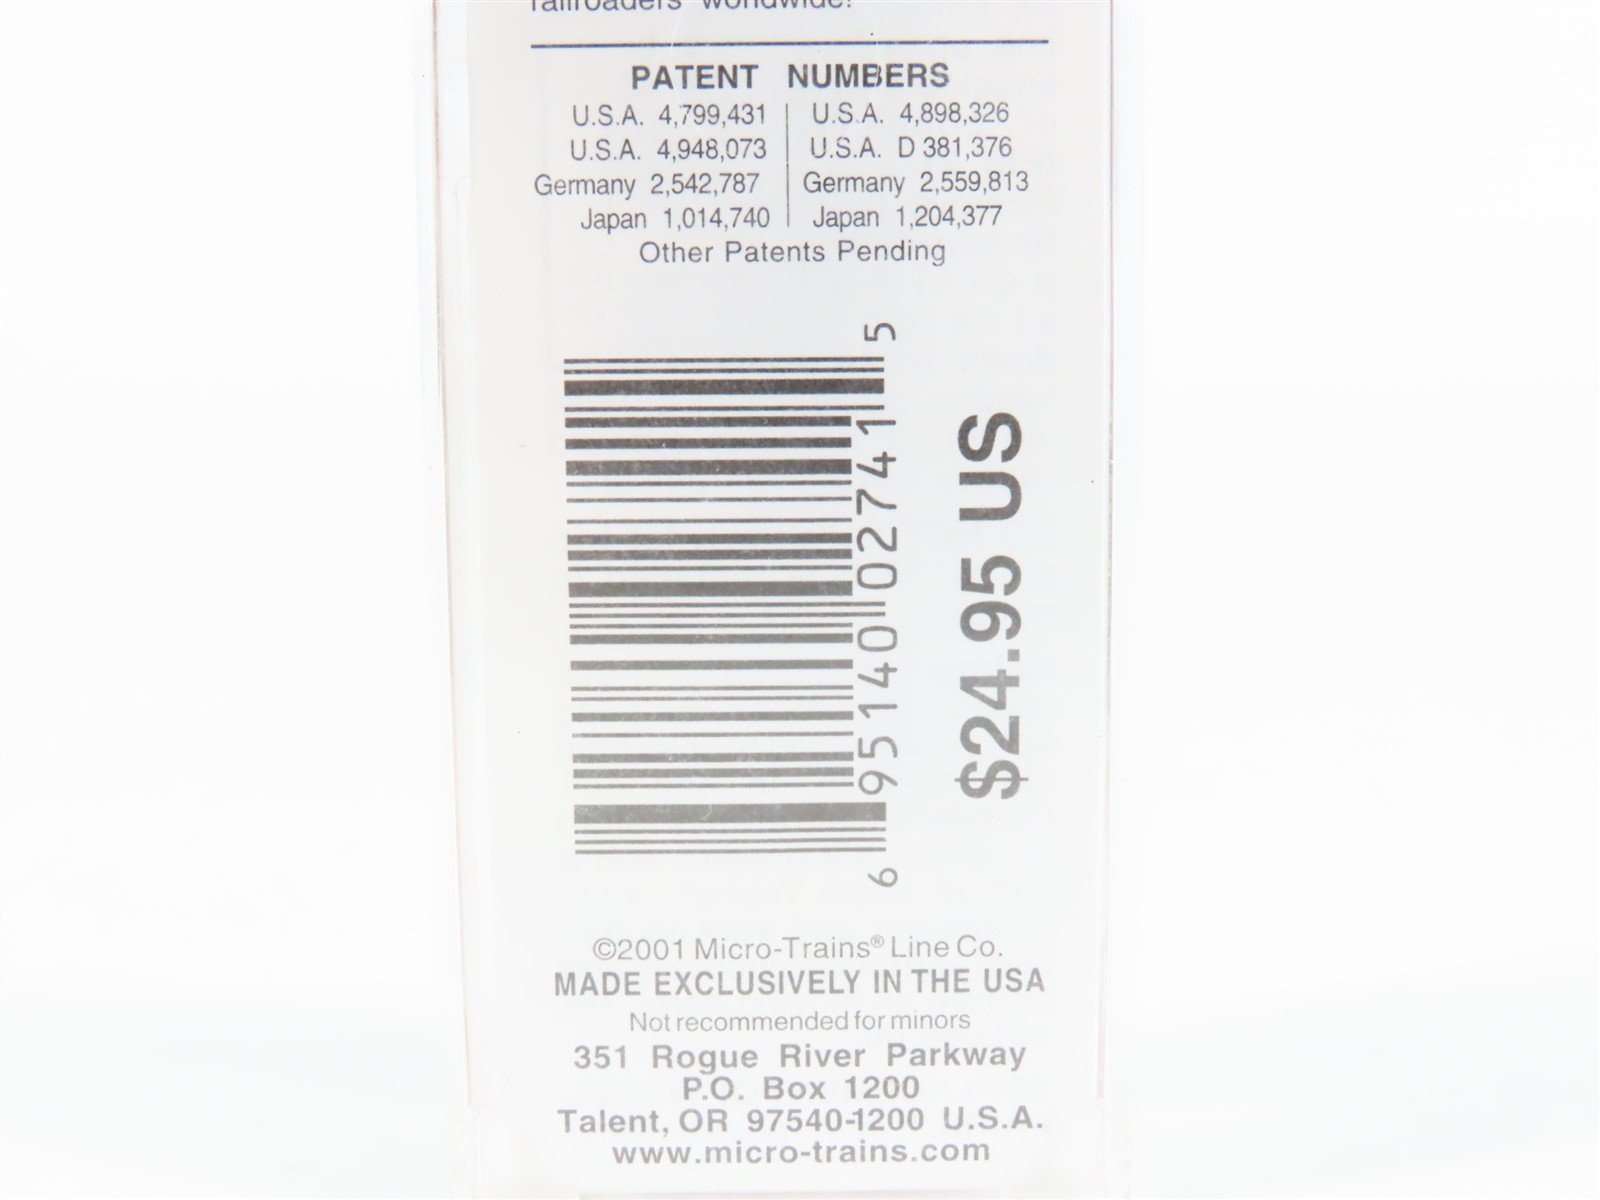 railroaders worldwide!
PATENT NUMBERS
U.S.A. 4,799,431 U.S.A. 4,898,326
U.S.A. 4,948,073 U.S.A. D 381,376
Germany 2,542,787 Germany 2,559,813
Japan 1,014,740 Japan 1,204,377
Other Patents Pending
6 95140 02741 5
$24.95 US
©2001 Micro-Trains® Line Co.
MADE EXCLUSIVELY IN THE USA
Not recommended for minors
351 Rogue River Parkway
P.O. Box 1200
Talent, OR 97540-1200 U.S.A.
www.micro-trains.com